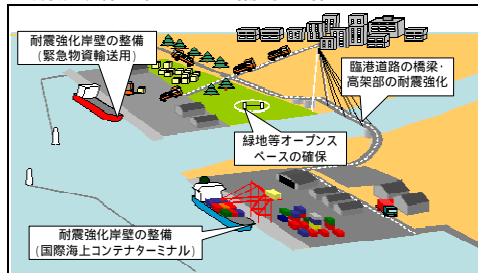 耐震強化岸壁の整備
(緊急物資輸送用)
臨港道路の橋梁・
高架部の耐震強化
緑地等オープンス
ペースの確保
耐震強化岸壁の整備
(国際海上コンテナターミナル)